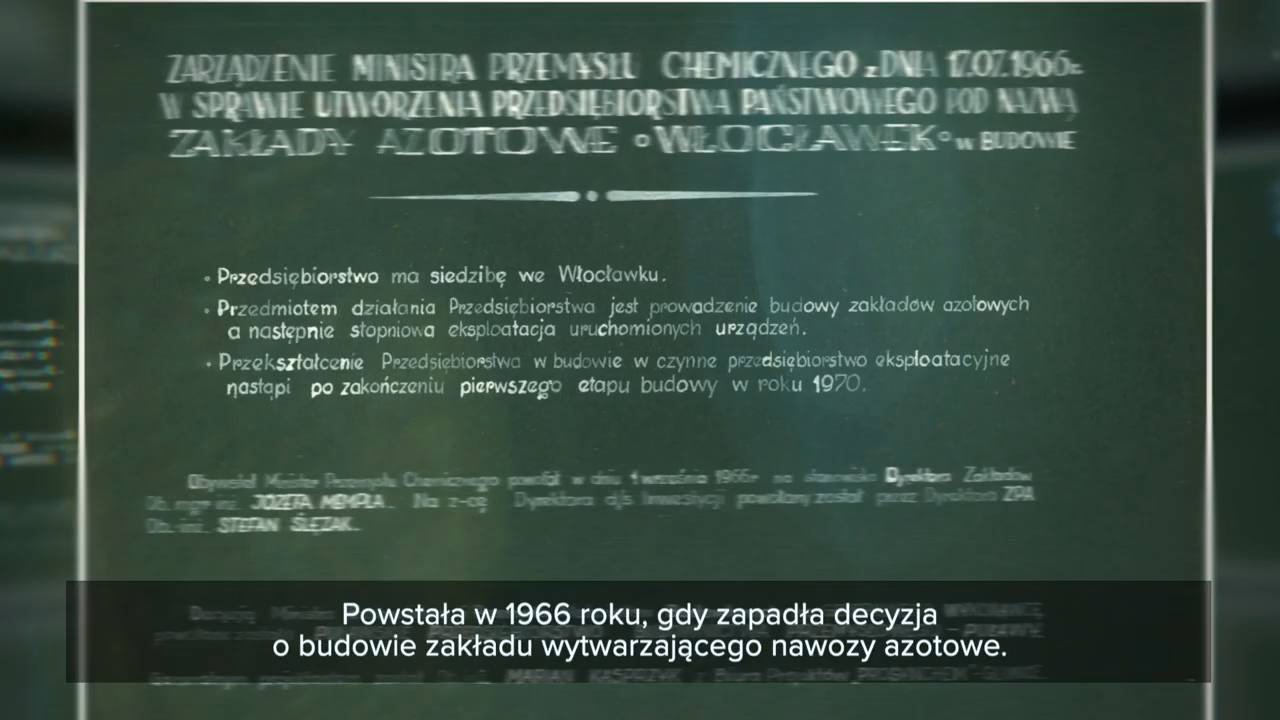 ZARZĄDZENIE MINISTRA PRZEMYSŁU CHEMICZNEGO z DNIA 17.07.1966r.
W SPRAWIE UTWORZENIA PRZEDSIĘBIORSTWA PAŃSTWOWEGO POD NAZWĄ
ZAKŁADY AZOTOWE "WŁOCŁAWEK" w BUDOWIE
• Przedsiębiorstwo ma siedzibę we Włocławku.
• Przedmiotem działania Przedsiębiorstwa jest prowadzenie budowy zakładów azotowych
a następnie stopniowa eksploatacja uruchomionych urządzeń.
• Przekształcenie Przedsiębiorstwa w budowie w czynne przedsiębiorstwo eksploatacyjne
nastąpi po zakończeniu pierwszego etapu budowy w roku 1970.
Obywatel Minister Przemysłu Chemicznego powołał w dniu 1 września na stanowisko Dyrektora Zakładów
Ob. mgr inż. JÓZEFA MEMPLA. Na z-cę Dyrektora d/s Inwestycji powołany został przez Dyrektora ZPA
Ob. inż. STEFAN ŚLĘZAK.
Powstała w 1966 roku, gdy zapadła decyzja
o budowie zakładu wytwarzającego nawozy azotowe.
MARIAN KASPRZYK z Biura Projektów